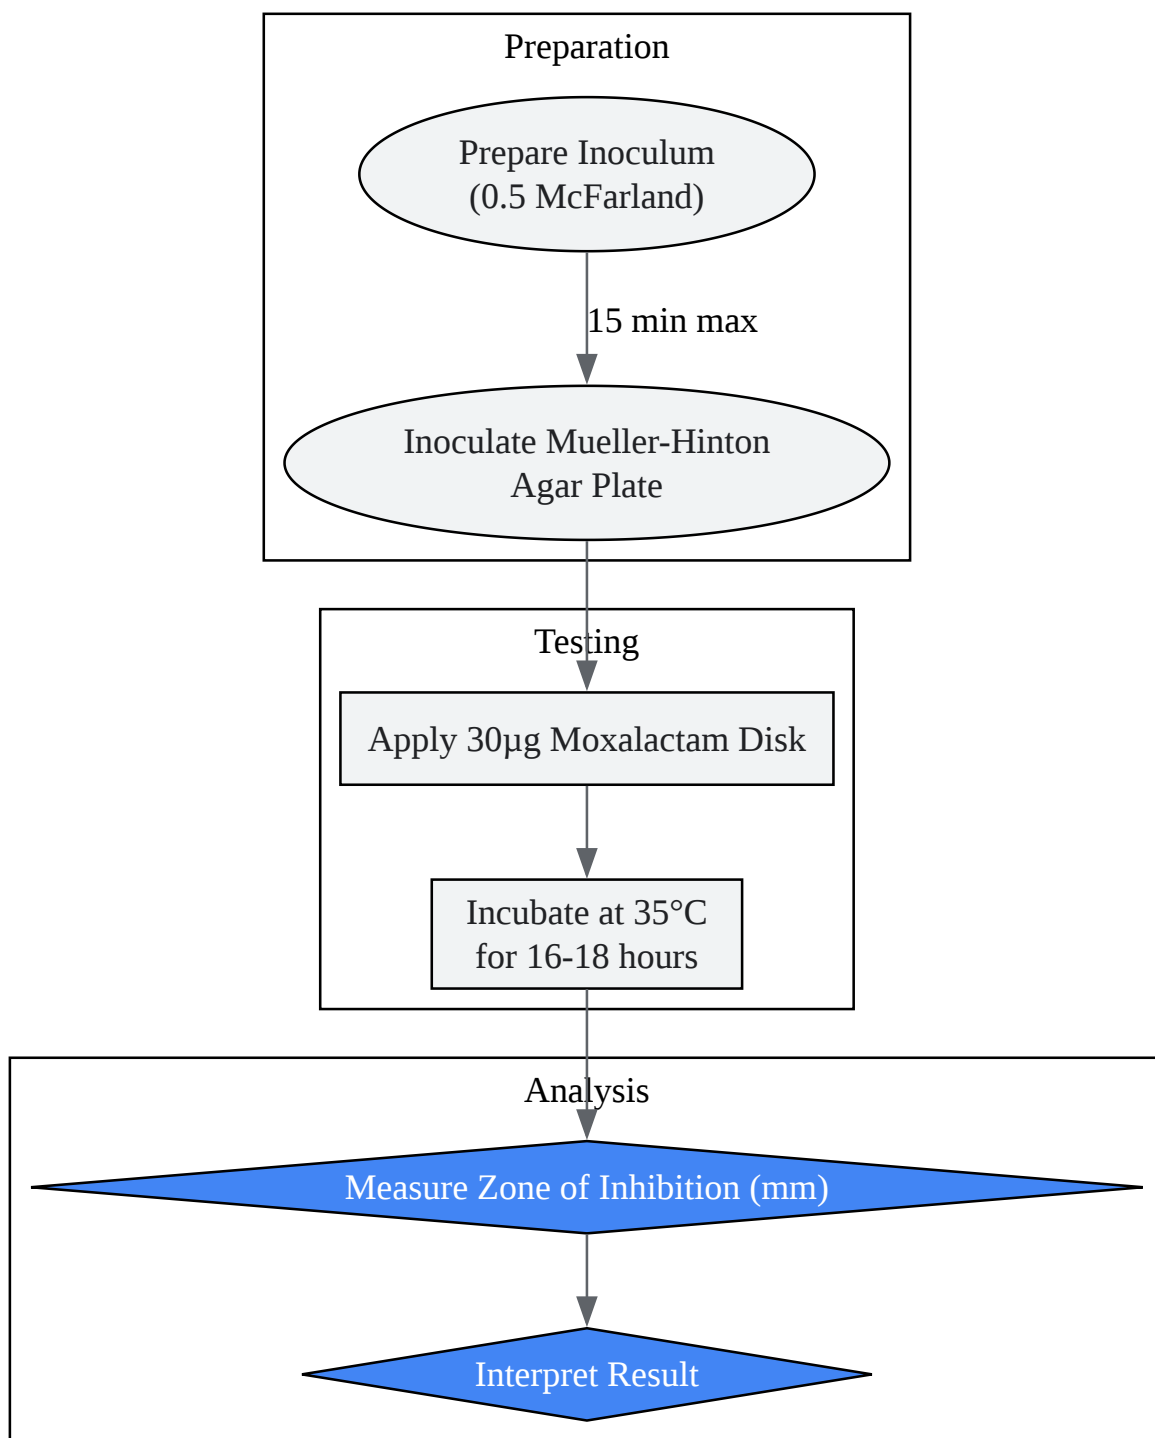 Preparation
Prepare Inoculum
(0.5 McFarland)
15 min max
Inoculate Mueller-Hinton
Agar Plate
Testing
Apply 30µg Moxalactam Disk
Incubate at 35°C
for 16-18 hours
Analysis
Measure Zone of Inhibition (mm)
Interpret Result